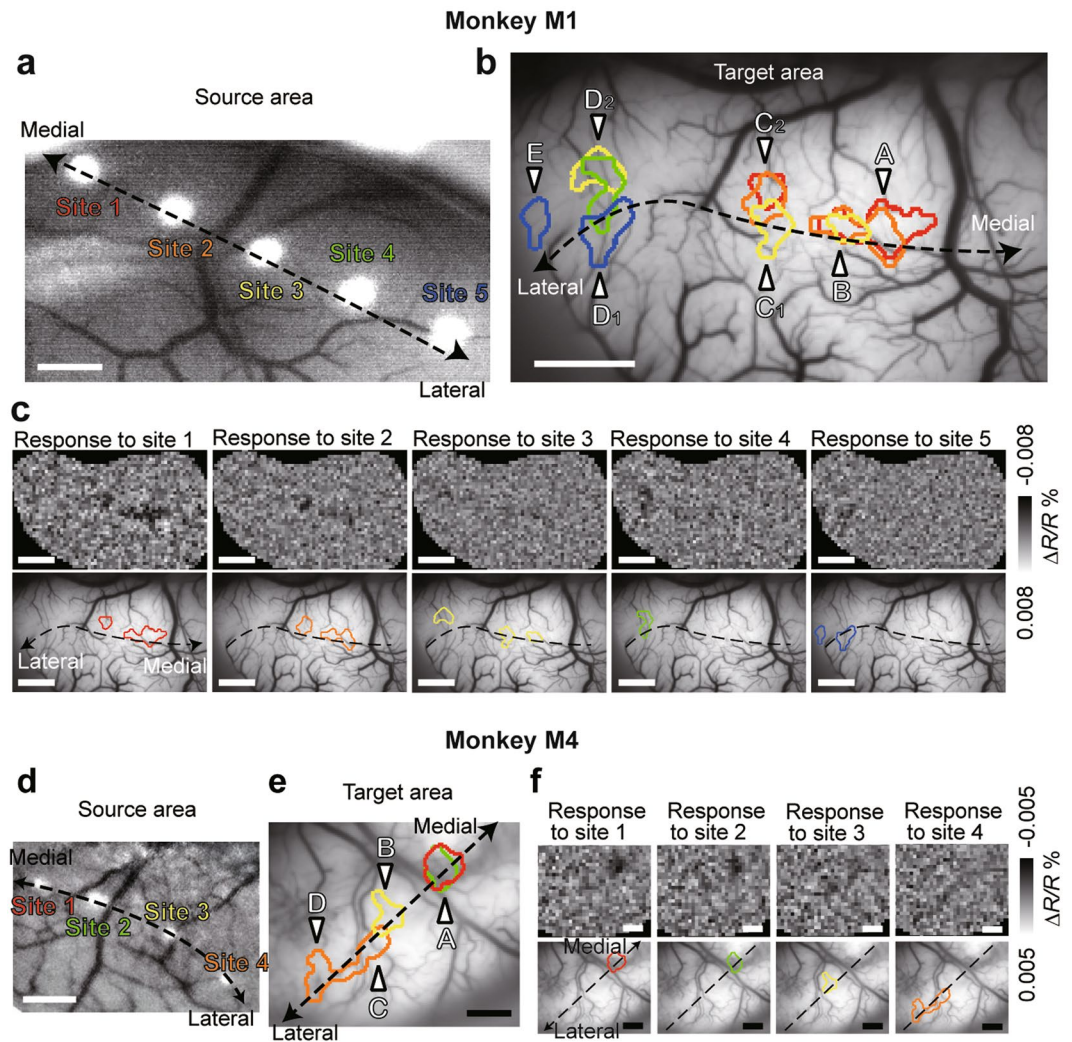 Monkey M1
a
Source area
Medial
Site 1
Site 2
Site 3
Site 4
Site 5
Lateral
b
Target area
D2
C2
E
A
Medial
Lateral
D1
C1
B
c
Response to site 1
Response to site 2
Response to site 3
Response to site 4
Response to site 5
Lateral
Medial
-0.008
ΔR/R %
0.008
Monkey M4
d
Source area
Medial
Site 1
Site 2
Site 3
Site 4
Lateral
e
Target area
Medial
B
D
A
C
Lateral
f
Response to site 1
Response to site 2
Response to site 3
Response to site 4
Medial
Lateral
-0.005
ΔR/R %
0.005